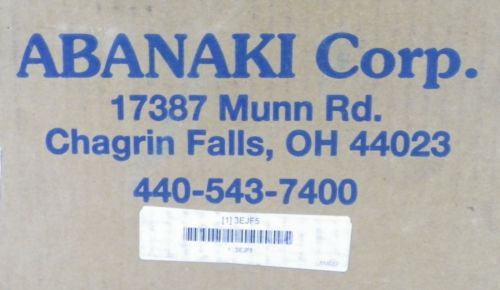 ABANAKI Corp.
17387 Munn Rd.
Chagrin Falls, OH 44023
440-543-7400
[1] 3EJF5
3EJF5